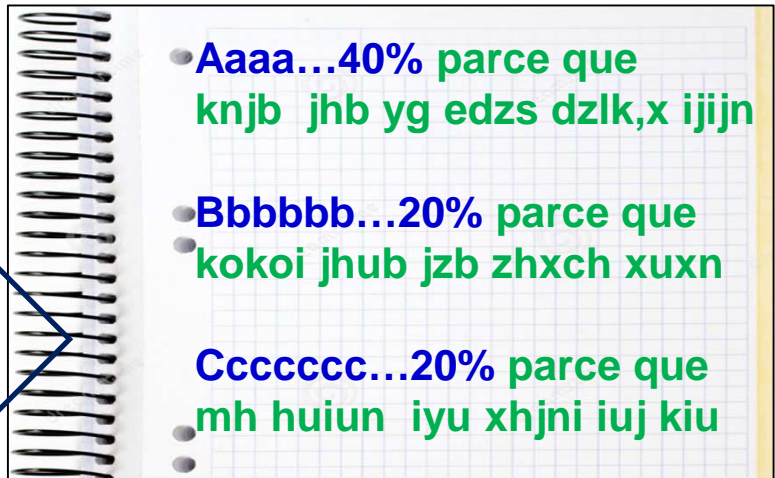 Aaaa…40% parce que
knjb jhb yg edzs dzlk,x ijijn
Bbbbbb…20% parce que
kokoi jhub jzb zhxch xuxn
Cccccccc…20% parce que
mh huiun iyu xhjni iuj kiu